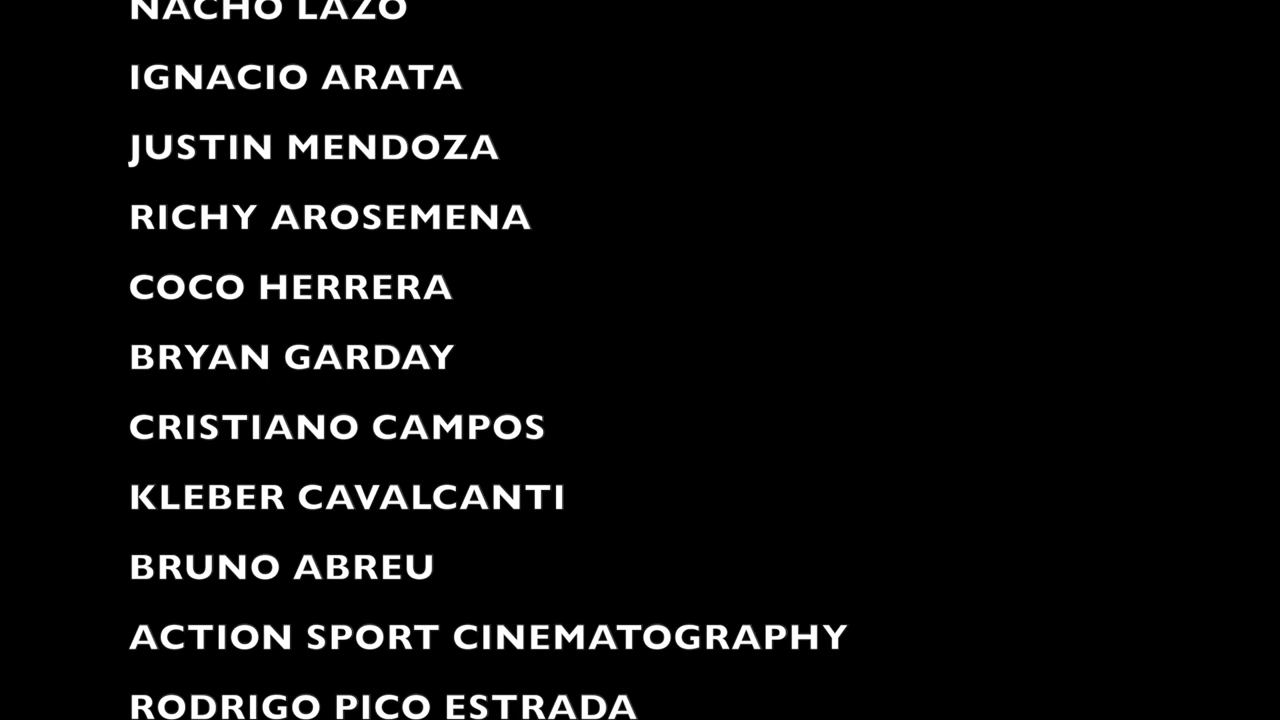 NACHO LAZO
IGNACIO ARATA
JUSTIN MENDOZA
RICHY AROSEMENA
COCO HERRERA
BRYAN GARDAY
CRISTIANO CAMPOS
KLEBER CAVALCANTI
BRUNO ABREU
ACTION SPORT CINEMATOGRAPHY
RODRIGO PICO ESTRADA